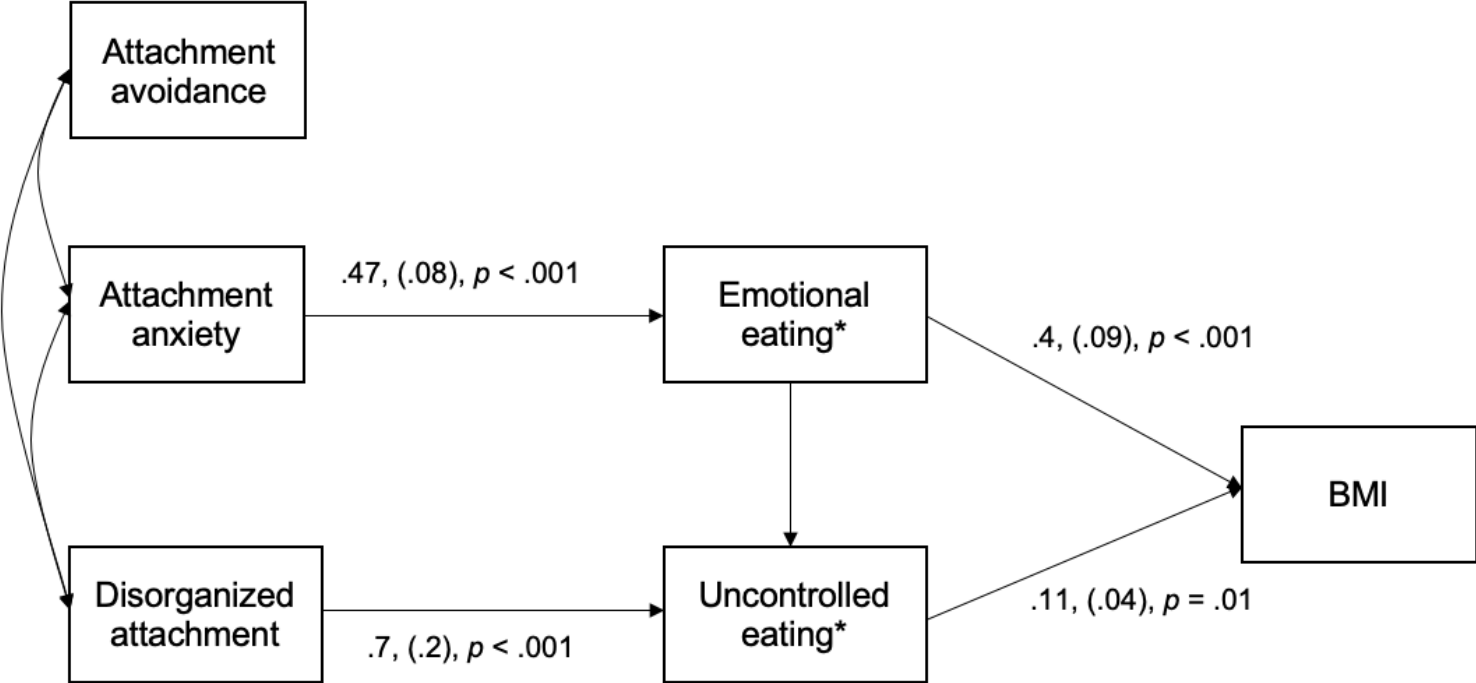 Attachment
avoidance
Attachment
anxiety
.47, (.08), p < .001
Emotional
eating*
.4, (.09), p < .001
BMI
Disorganized
attachment
.7, (.2), p < .001
Uncontrolled
eating*
.11, (.04), p = .01